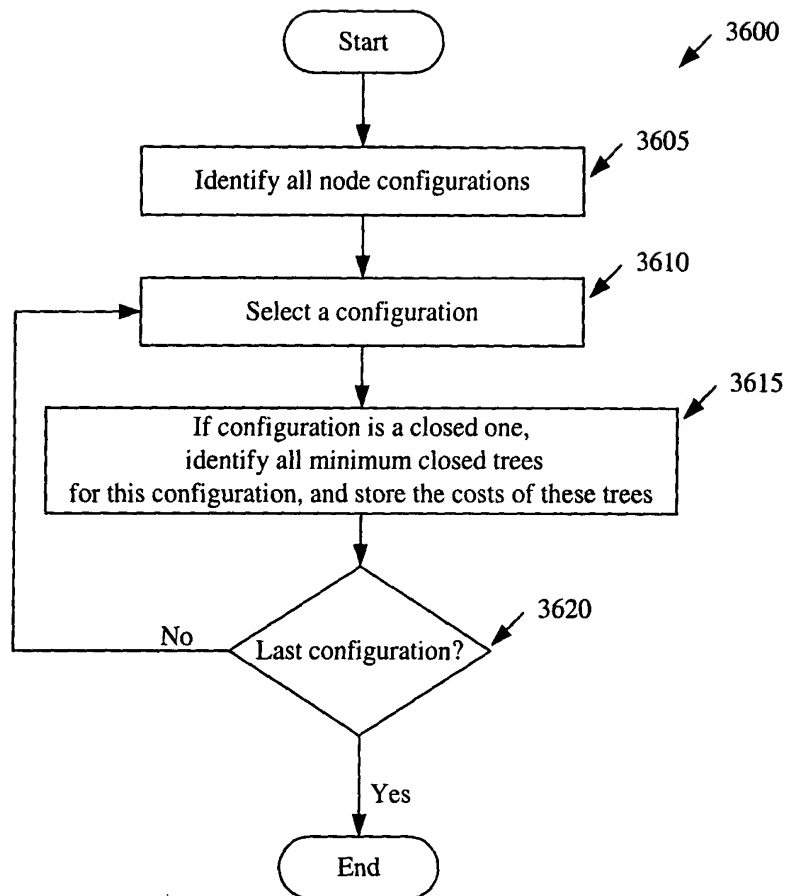 Start
3600
3605
Identify all node configurations
3610
Select a configuration
3615
If configuration is a closed one,
identify all minimum closed trees
for this configuration, and store the costs of these trees
3620
No
Last configuration?
Yes
End